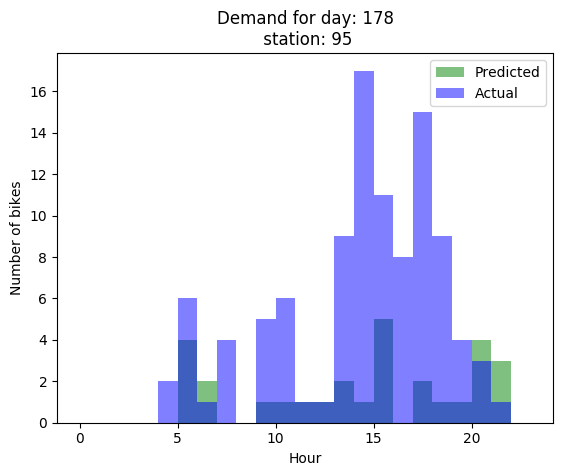 Demand for day: 178
station: 95
Predicted
Actual
Number of bikes
16
14
12
10
8
6
4
2
0
0 5 10 15 20
Hour